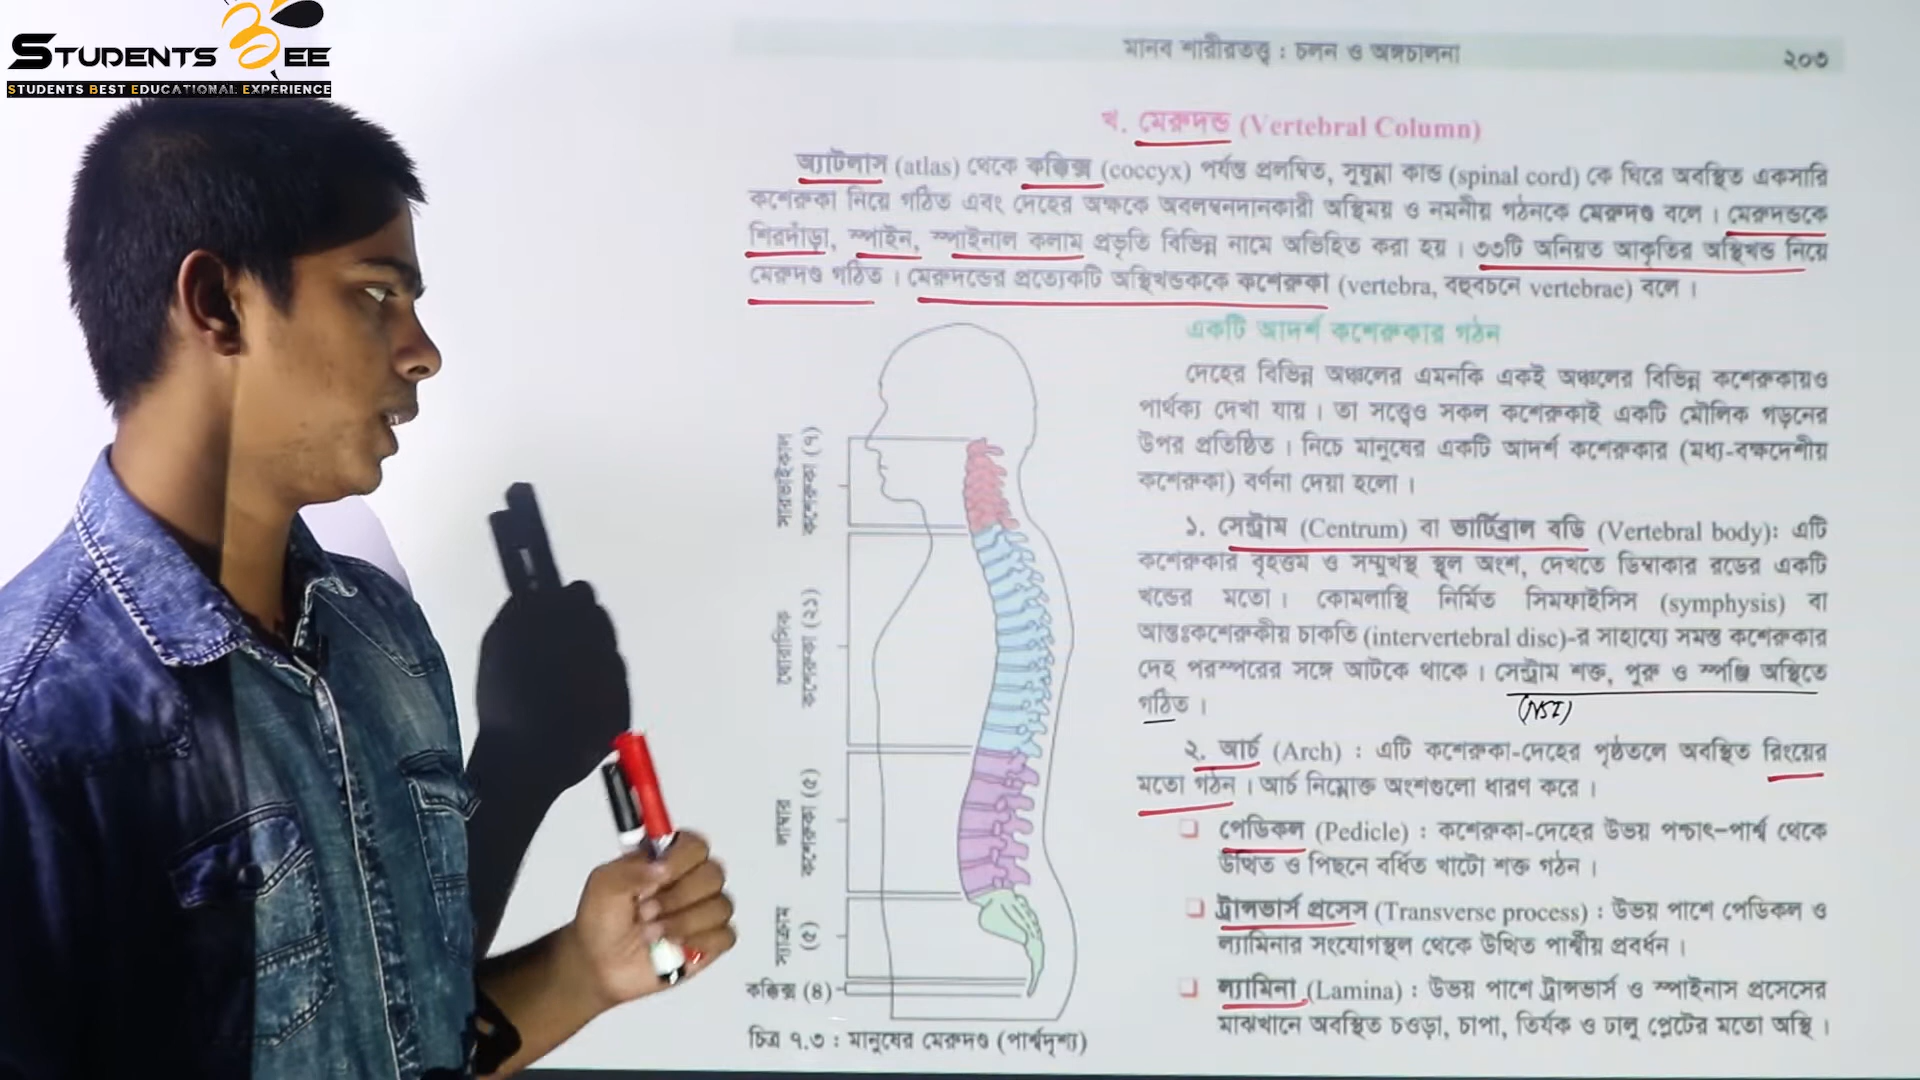 STUDENTS BEE
STUDENTS BEST EDUCATIONAL EXPERIENCE
মানব শারীরতত্ত্ব : চলন ও অঙ্গচালনা ২০৩
খ. মেরুদন্ড (Vertebral Column)
অ্যাটলাস (atlas) থেকে কক্কিক্স (coccyx) পর্যন্ত প্রলম্বিত, সুষুম্না কান্ড (spinal cord) কে ঘিরে অবস্থিত একসারি
কশেরুকা নিয়ে গঠিত এবং দেহের অক্ষকে অবলম্বনদানকারী অস্থিময় ও নমনীয় গঠনকে মেরুদণ্ড বলে । মেরুদন্ডকে
শিরদাঁড়া, স্পাইন, স্পাইনাল কলাম প্রভৃতি বিভিন্ন নামে অভিহিত করা হয় । ৩৩টি অনিয়ত আকৃতির অস্থিখন্ড নিয়ে
মেরুদণ্ড গঠিত । মেরুদন্ডের প্রত্যেকটি অস্থিখন্ডককে কশেরুকা (vertebra, বহুবচনে vertebrae) বলে ।
একটি আদর্শ কশেরুকার গঠন
দেহের বিভিন্ন অঞ্চলের এমনকি একই অঞ্চলের বিভিন্ন কশেরুকায়ও
পার্থক্য দেখা যায় । তা সত্ত্বেও সকল কশেরুকাই একটি মৌলিক গড়নের
উপর প্রতিষ্ঠিত । নিচে মানুষের একটি আদর্শ কশেরুকার (মধ্য-বক্ষদেশীয়
কশেরুকা) বর্ণনা দেয়া হলো ।
১. সেন্ট্রাম (Centrum) বা ভার্টিব্রাল বডি (Vertebral body): এটি
কশেরুকার বৃহত্তম ও সম্মুখস্থ স্থূল অংশ, দেখতে ডিম্বাকার রডের একটি
খন্ডের মতো । কোমলাস্থি নির্মিত সিমফাইসিস (symphysis) বা
আন্তঃকশেরুকীয় চাকতি (intervertebral disc)-র সাহায্যে সমস্ত কশেরুকার
দেহ পরস্পরের সঙ্গে আটকে থাকে । সেন্ট্রাম শক্ত, পুরু ও স্পঞ্জি অস্থিতে
গঠিত ।
২. আর্চ (Arch) : এটি কশেরুকা-দেহের পৃষ্ঠতলে অবস্থিত রিংয়ের
মতো গঠন । আর্চ নিম্নোক্ত অংশগুলো ধারণ করে ।
পেডিকল (Pedicle) : কশেরুকা-দেহের উভয় পশ্চাৎ-পার্শ্ব থেকে
উত্থিত ও পিছনে বর্ধিত খাটো শক্ত গঠন ।
ট্রান্সভার্স প্রসেস (Transverse process) : উভয় পাশে পেডিকল ও
ল্যামিনার সংযোগস্থল থেকে উত্থিত পার্শ্বীয় প্রবর্ধন ।
ল্যামিনা (Lamina) : উভয় পাশে ট্রান্সভার্স ও স্পাইনাস প্রসেসের
মাঝখানে অবস্থিত চওড়া, চাপা, তির্যক ও ঢালু প্লেটের মতো অস্থি ।
সারভাইকাল
কশেরুকা (৭)
থোরাসিক
কশেরুকা (১২)
লাম্বার
কশেরুকা (৫)
স্যাক্রাম
(৫)
কক্কিক্স (৪)
চিত্র ৭.৩ : মানুষের মেরুদণ্ড (পার্শ্বদৃশ্য)